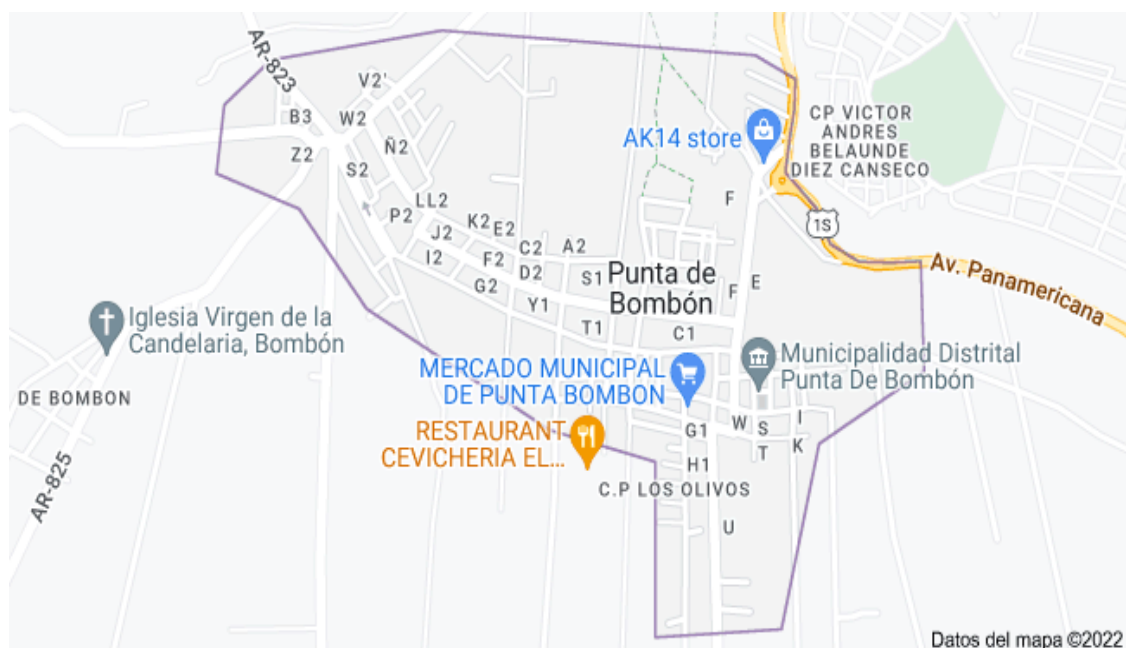 AR-823
V2'
B3
W2
Z2
Ñ2
S2
P2
LL2
J2
K2
E2
I2
F2
C2
A2
D2
G2
S1
Y1
T1
AK14 store
CP VICTOR
ANDRES
BELAUNDE
DIEZ CANSECO
F
1S
Av. Panamericana
Punta de
Bombón
F
E
C1
Iglesia Virgen de la
Candelaria, Bombón
DE BOMBON
AR-825
MERCADO MUNICIPAL
DE PUNTA BOMBON
Municipalidad Distrital
Punta De Bombón
RESTAURANT
CEVICHERIA EL...
G1
W
S
I
T
K
H1
C.P LOS OLIVOS
U
Datos del mapa ©2022